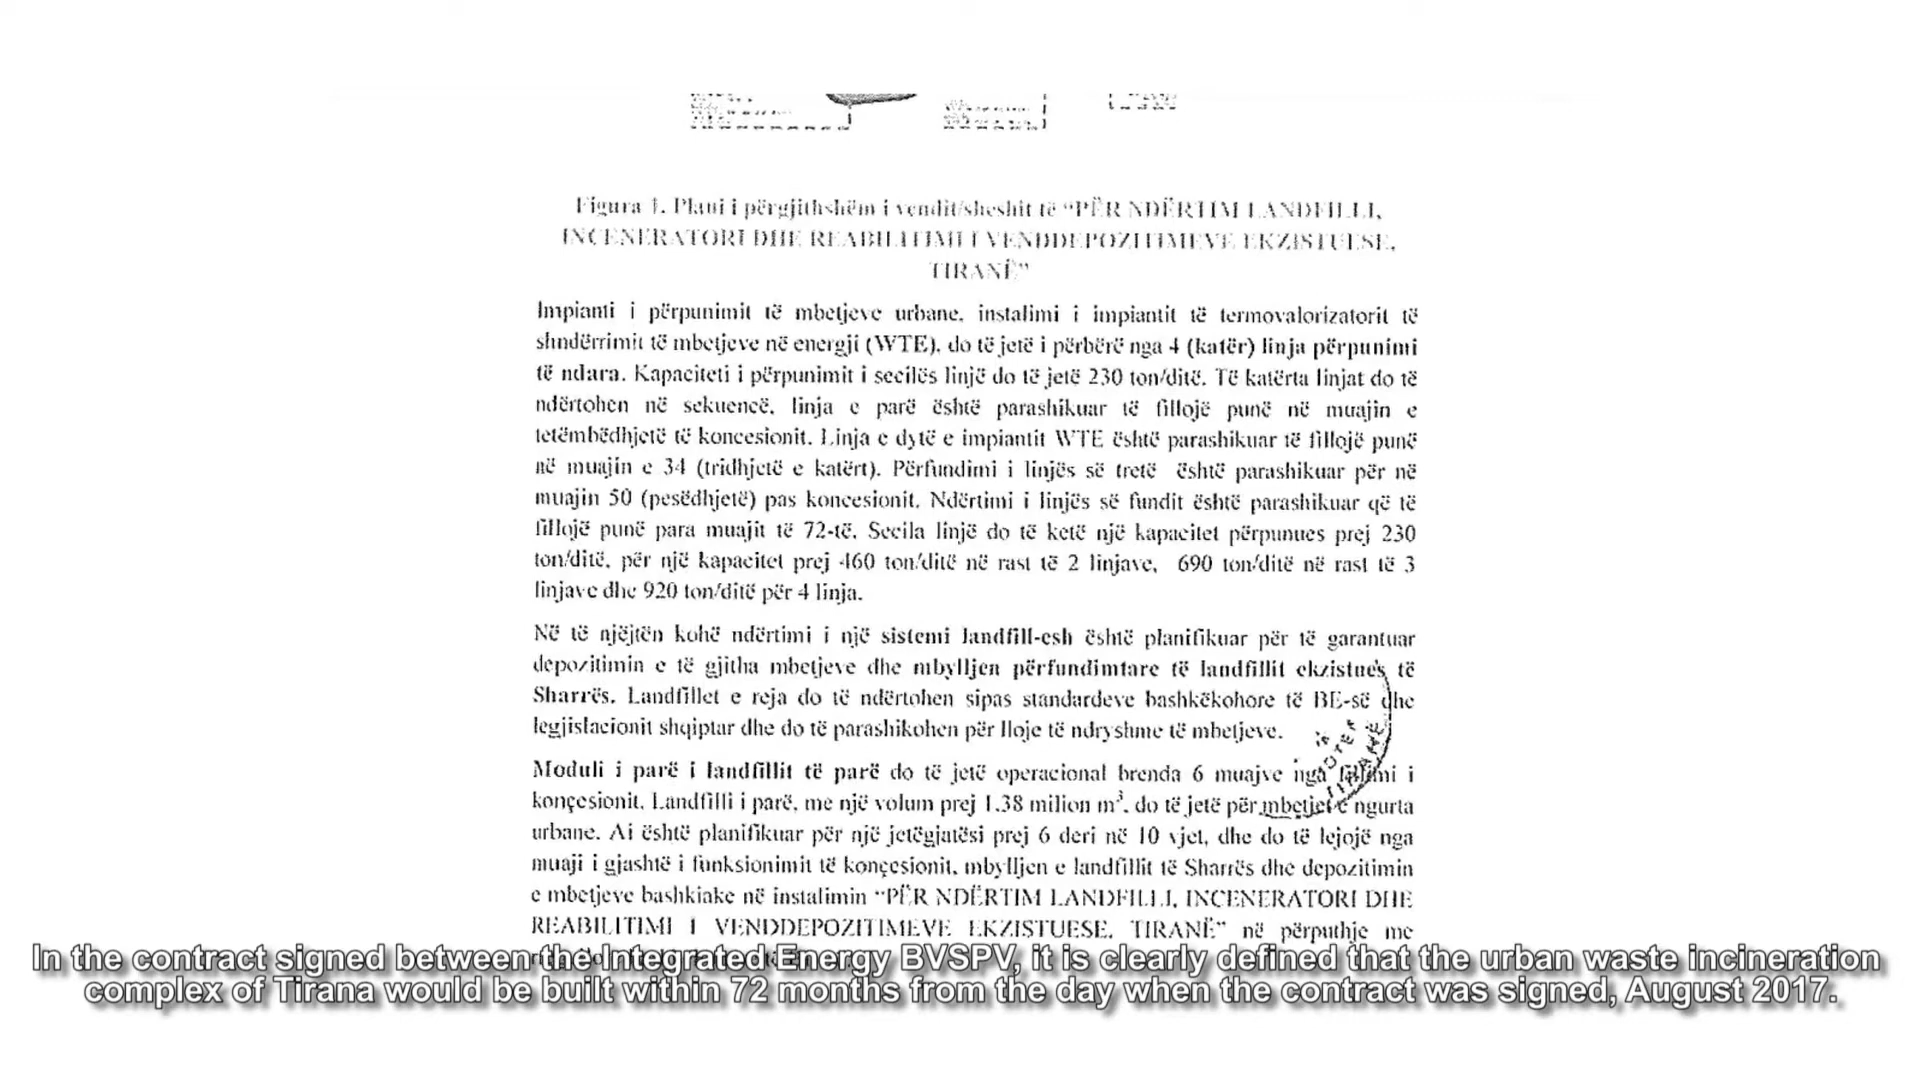 Figura 1. Plani i përgjithshëm i vendit/sheshit të “PËR NDËRTIM LANDFILLI,
INCENERATORI DHE REABILITIMI I VENDDEPOZITIMEVE EKZISTUESE,
TIRANË”
Impianti i përpunimit të mbetjeve urbane, instalimi i impiantit të termovalorizatorit të
shndërrimit të mbetjeve në energji (WTE), do të jetë i përbërë nga 4 (katër) linja përpunimi
të ndara. Kapaciteti i përpunimit i secilës linjë do të jetë 230 ton/ditë. Të katërta linjat do të
ndërtohen në sekuencë, linja e parë është parashikuar të fillojë punë në muajin e
tetëmbëdhjetë të koncesionit. Linja e dytë e impiantit WTE është parashikuar të fillojë punë
në muajin e 34 (tridhjetë e katërt). Përfundimi i linjës së tretë është parashikuar për në
muajin 50 (pesëdhjetë) pas koncesionit. Ndërtimi i linjës së fundit është parashikuar që të
fillojë punë para muajit të 72-të. Secila linjë do të ketë një kapacitet përpunues prej 230
ton/ditë, për një kapacitet prej 460 ton/ditë në rast të 2 linjave, 690 ton/ditë në rast të 3
linjave dhe 920 ton/ditë për 4 linja.
Në të njëjtën kohë ndërtimi i një sistemi landfill-esh është planifikuar për të garantuar
depozitimin e të gjitha mbetjeve dhe mbylljen përfundimtare të landfillit ekzistues të
Sharrës. Landfillet e reja do të ndërtohen sipas standardeve bashkëkohore të BE-së dhe
legjislacionit shqiptar dhe do të parashikohen për lloje të ndryshme të mbetjeve.
Moduli i parë i landfillit të parë do të jetë operacional brenda 6 muajve nga fillimi i
konçesionit. Landfilli i parë, me një volum prej 1.38 milion m³, do të jetë për mbetjet e ngurta
urbane. Ai është planifikuar për një jetëgjatësi prej 6 deri në 10 vjet, dhe do të lejojë nga
muaji i gjashtë i funksionimit të konçesionit, mbylljen e landfillit të Sharrës dhe depozitimin
e mbetjeve bashkiake në instalimin “PËR NDËRTIM LANDFILLI, INCENERATORI DHE
REABILITIMI I VENDDEPOZITIMEVE EKZISTUESE, TIRANË” në përputhje me
In the contract signed between the Integrated Energy BVSPV, it is clearly defined that the urban waste incineration
complex of Tirana would be built within 72 months from the day when the contract was signed, August 2017.